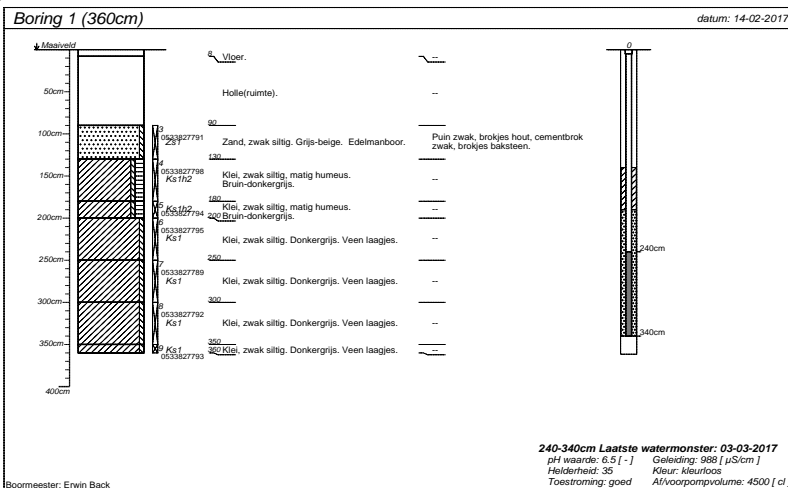 Boring 1 (360cm)
datum: 14-02-2017
Maaiveld
0
8
Vloer.
--
50cm
Holle(ruimte).
--
90
100cm
3
0533827791
Zs1
Zand, zwak siltig. Grijs-beige. Edelmanboor.
Puin zwak, brokjes hout, cementbrok
zwak, brokjes baksteen.
130
150cm
4
0533827798
Ks1h2
Klei, zwak siltig, matig humeus.
Bruin-donkergrijs.
--
180
5
Ks1h2
0533827794
Klei, zwak siltig, matig humeus.
Bruin-donkergrijs.
--
200cm
200
6
0533827795
Ks1
Klei, zwak siltig. Donkergrijs. Veen laagjes.
--
240cm
250cm
250
7
0533827789
Ks1
Klei, zwak siltig. Donkergrijs. Veen laagjes.
--
300cm
300
8
0533827792
Ks1
Klei, zwak siltig. Donkergrijs. Veen laagjes.
--
340cm
350cm
350
9
Ks1
0533827793
360
Klei, zwak siltig. Donkergrijs. Veen laagjes.
--
400cm
240-340cm Laatste watermonster: 03-03-2017
pH waarde: 6.5 [ - ] Geleiding: 988 [ µS/cm ]
Helderheid: 35 Kleur: kleurloos
Toestroming: goed Af/voorpompvolume: 4500 [ cl ]
Boormeester: Erwin Back